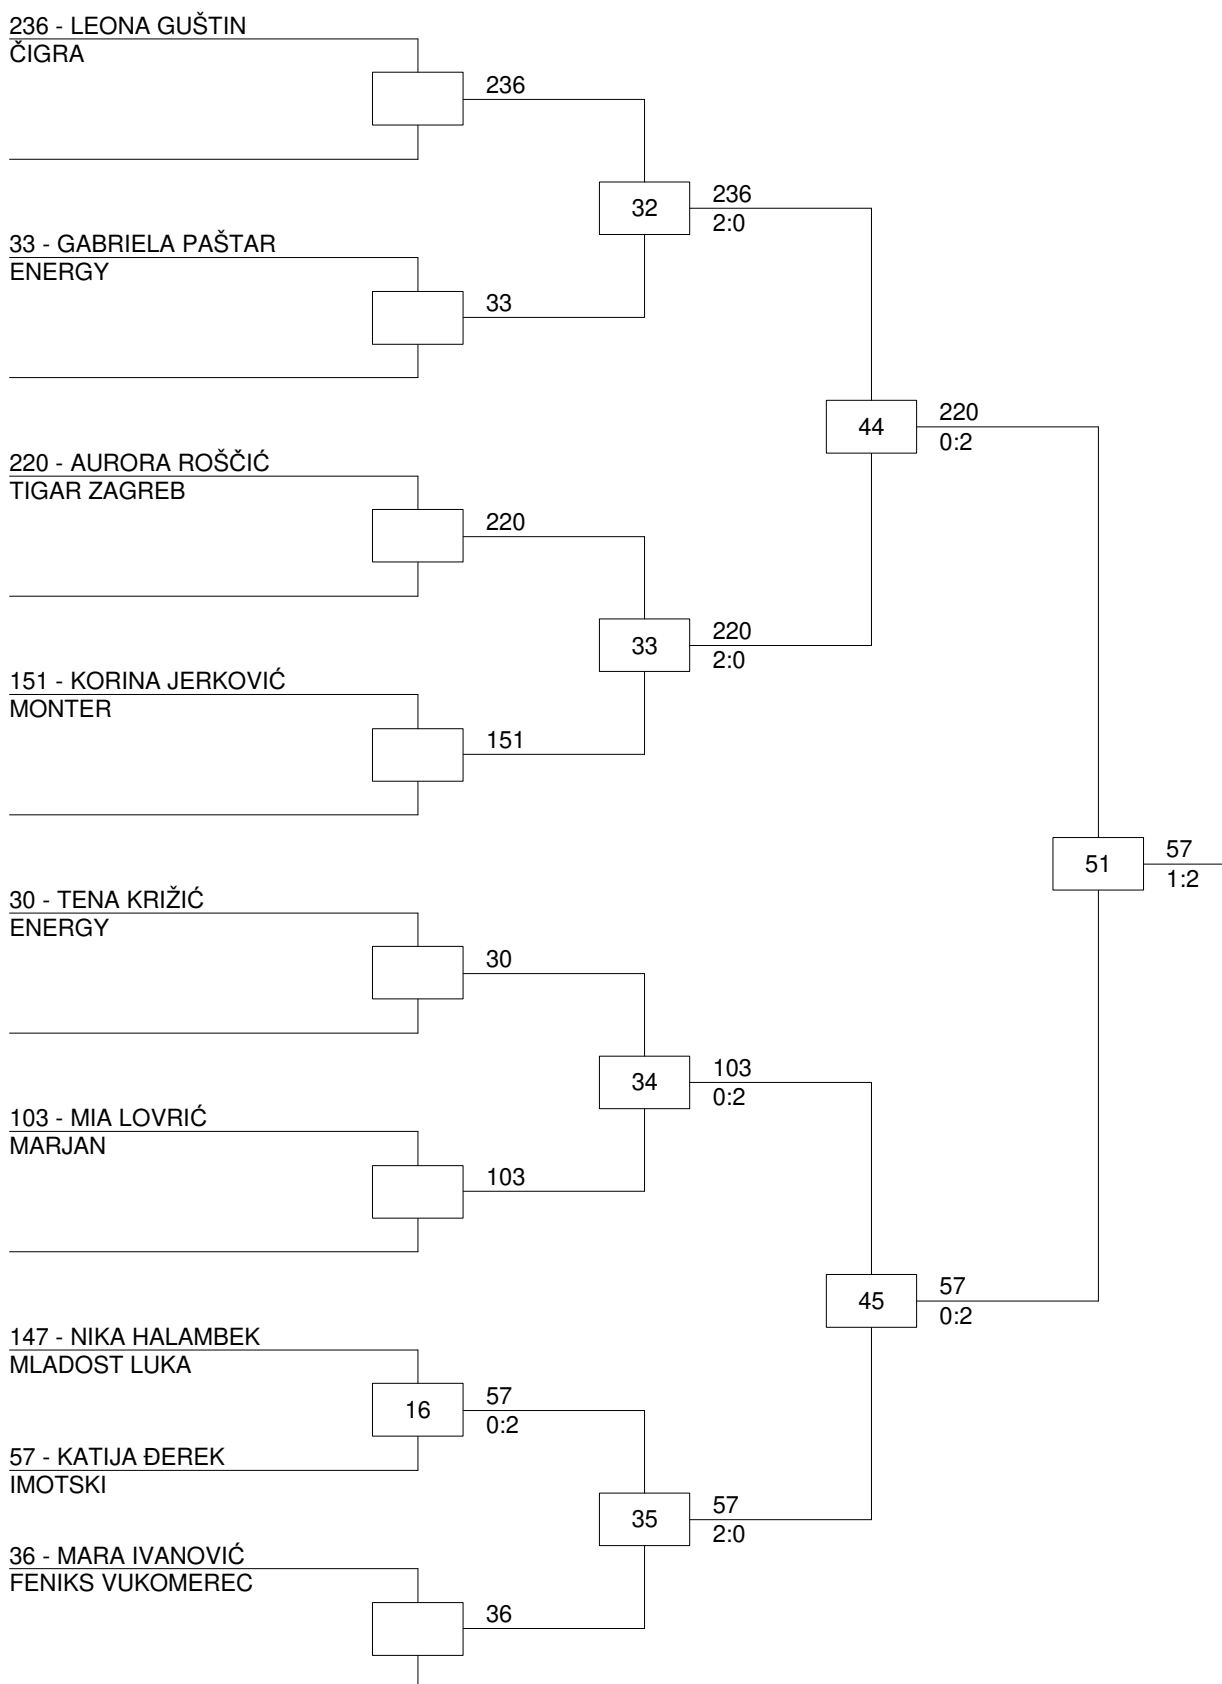 236 - LEONA GUŠTIN
ČIGRA
236
32
236
2:0
33 - GABRIELA PAŠTAR
ENERGY
33
44
220
0:2
220 - AURORA ROŠČIĆ
TIGAR ZAGREB
220
33
220
2:0
151 - KORINA JERKOVIĆ
MONTER
151
51
57
1:2
30 - TENA KRIŽIĆ
ENERGY
30
34
103
0:2
103 - MIA LOVRIĆ
MARJAN
103
45
57
0:2
147 - NIKA HALAMBEK
MLADOST LUKA
16
57
0:2
57 - KATIJA ĐEREK
IMOTSKI
35
57
2:0
36 - MARA IVANOVIĆ
FENIKS VUKOMEREC
36